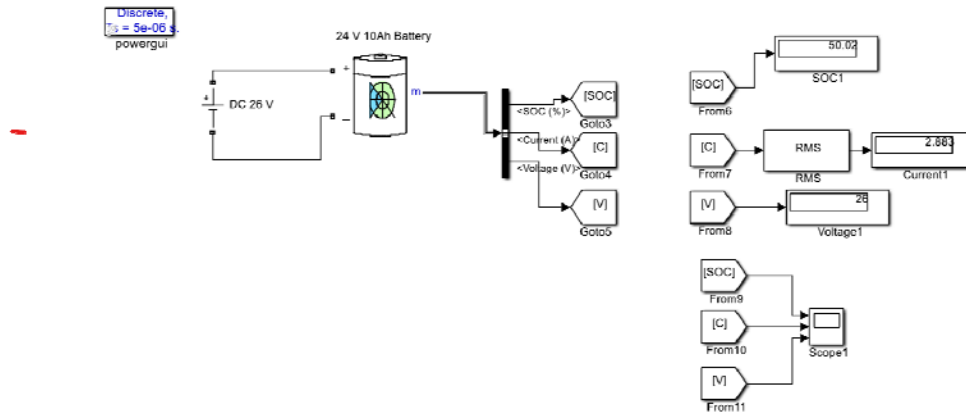 Discrete,
Ts = 5e-06 s.
powergui
24 V 10Ah Battery
+
m
DC 26 V
+
–
<SOC (%)>
<Current (A)>
<Voltage (V)>
[SOC]
Goto3
[C]
Goto4
[V]
Goto5
[SOC]
From6
50.02
SOC1
[C]
From7
RMS
RMS
2.883
Current1
[V]
From8
26
Voltage1
[SOC]
From9
[C]
From10
[V]
From11
Scope1